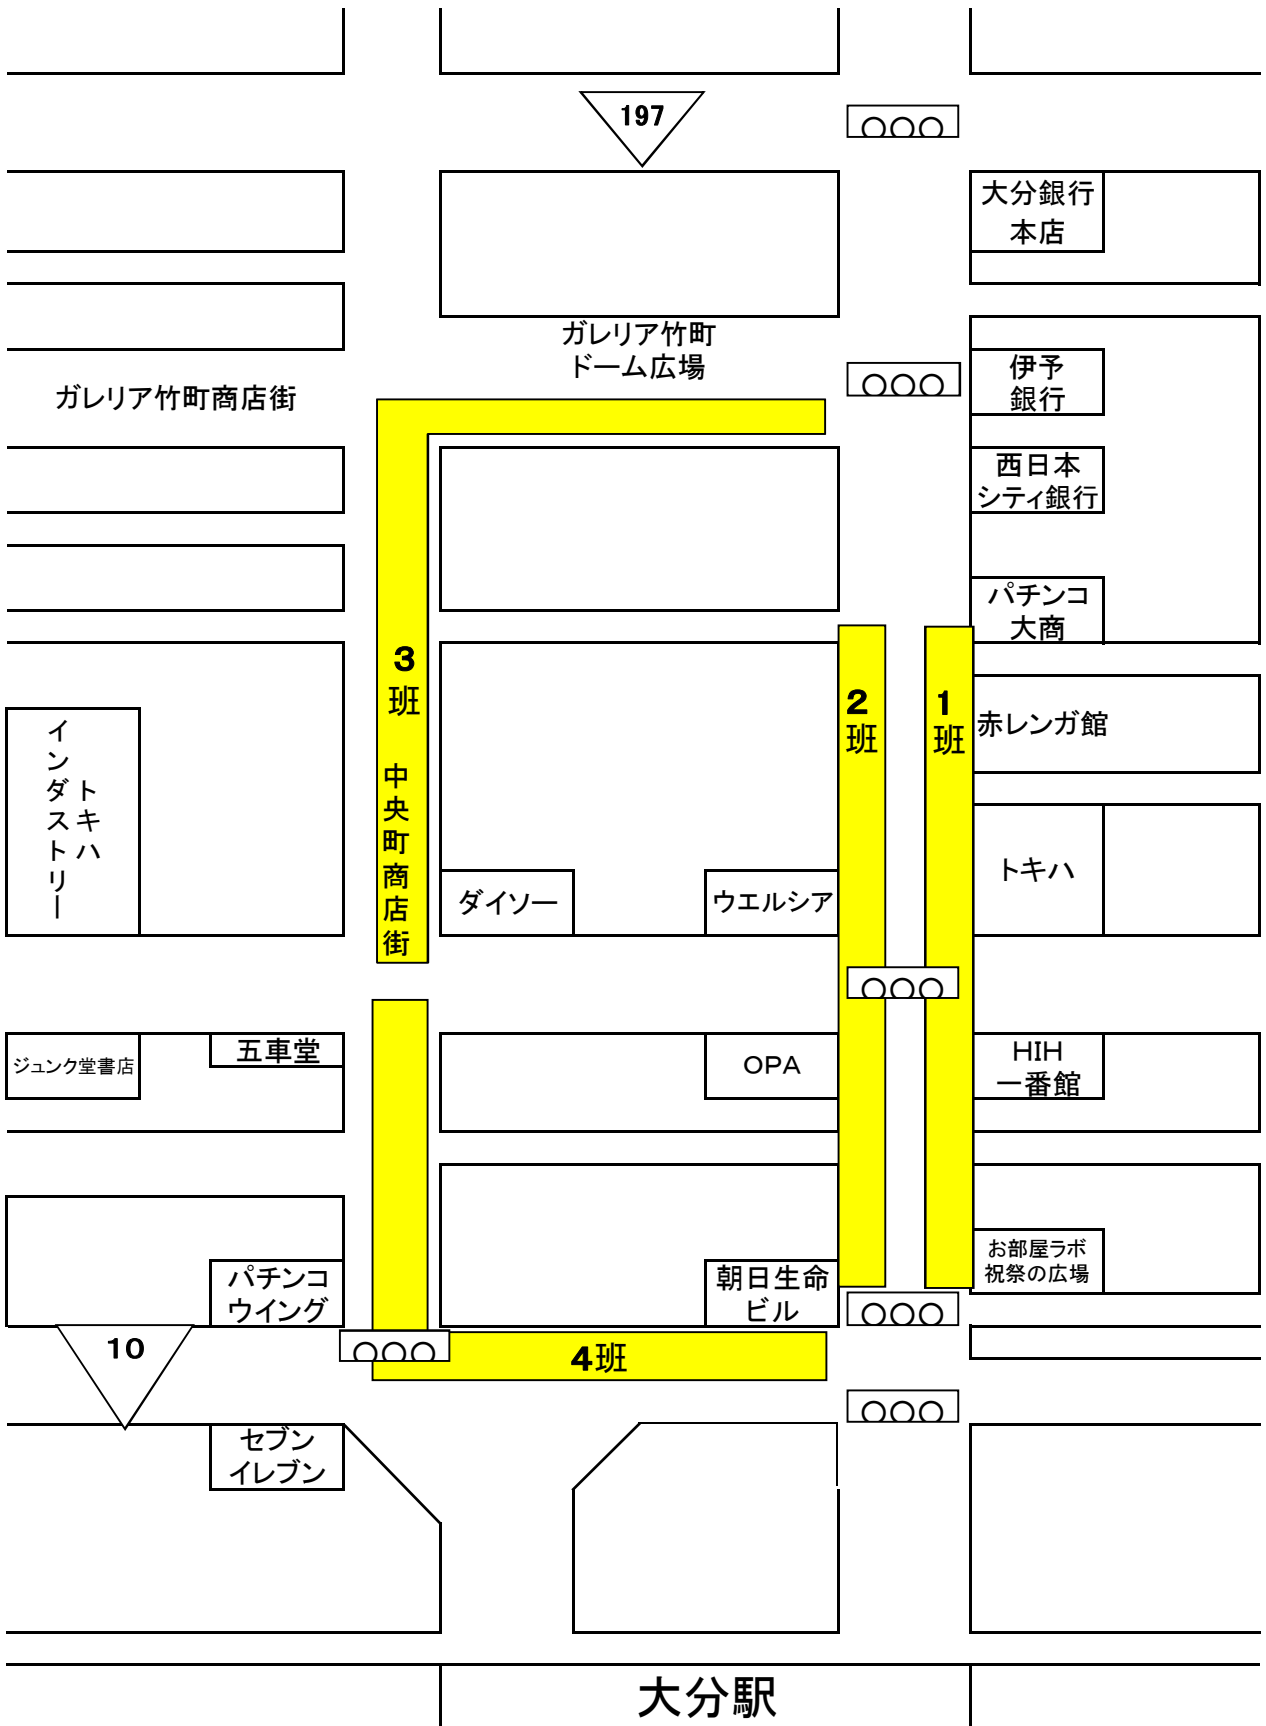 197
大分銀行
本店
ガレリア竹町
ドーム広場
伊予
銀行
ガレリア竹町商店街
西日本
シティ銀行
パチンコ
大商
3
班
中央町商店街
2
班
1
班
赤レンガ館
トキハ
インダストリー
ダイソー
ウエルシア
トキハ
ジュンク堂書店
五車堂
OPA
HIH
一番館
お部屋ラボ
祝祭の広場
パチンコ
ウイング
朝日生命
ビル
10
4班
セブン
イレブン
大分駅